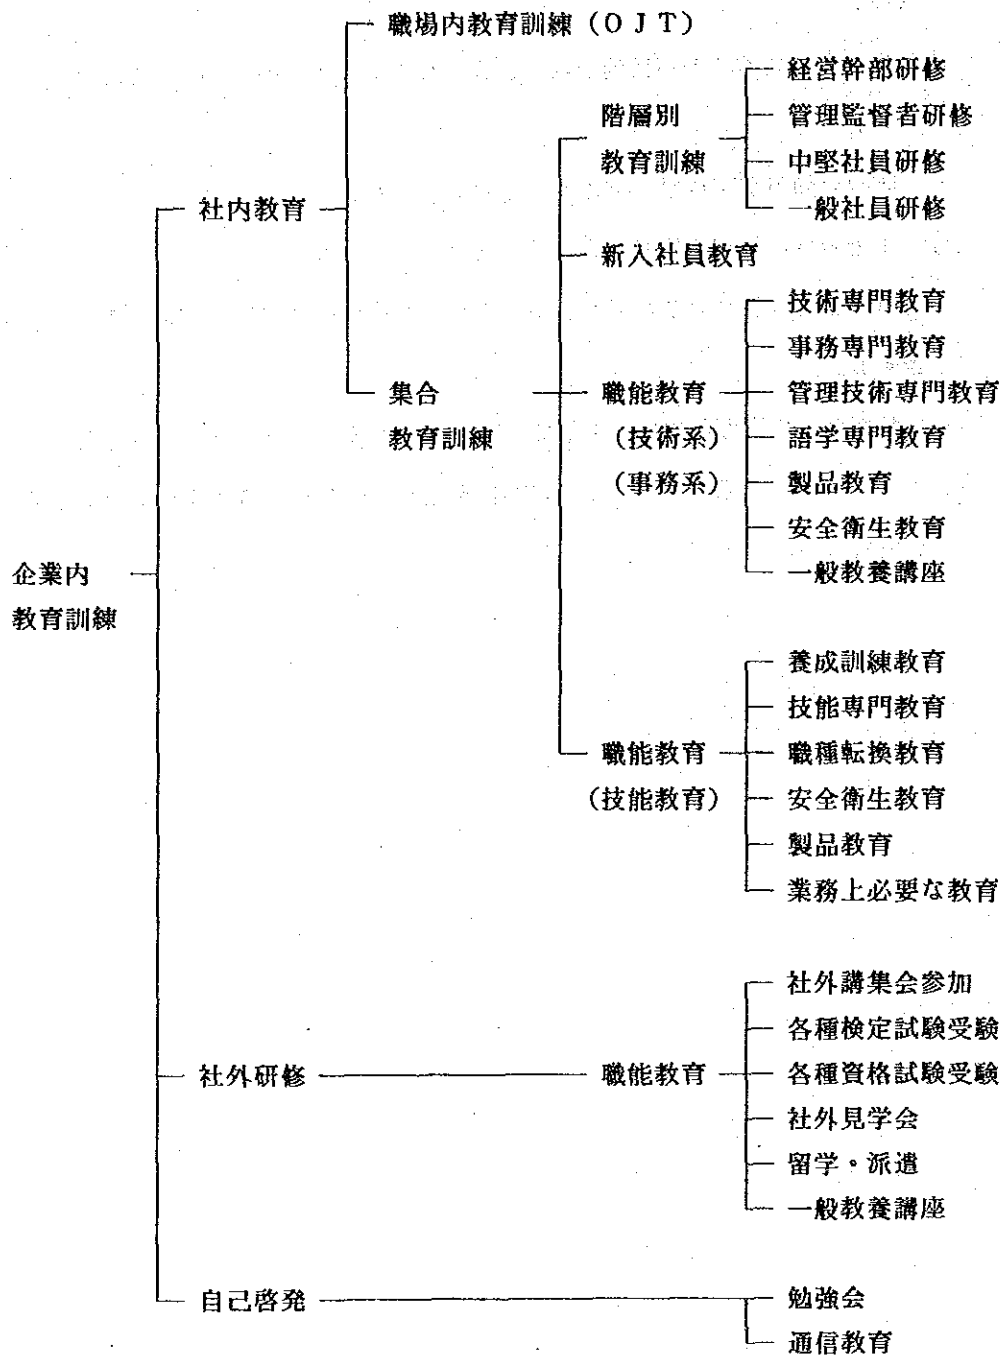 職場内教育訓練（ＯＪＴ）
経営幹部研修
階層別
管理監督者研修
教育訓練
中堅社員研修
社内教育
一般社員研修
新入社員教育
技術専門教育
事務専門教育
集合
職能教育
管理技術専門教育
教育訓練
（技術系）
語学専門教育
（事務系）
製品教育
安全衛生教育
企業内
一般教養講座
教育訓練
養成訓練教育
技能専門教育
職能教育
職種転換教育
（技能教育）
安全衛生教育
製品教育
業務上必要な教育
社外講集会参加
各種検定試験受験
社外研修
職能教育
各種資格試験受験
社外見学会
留学・派遣
一般教養講座
自己啓発
勉強会
通信教育